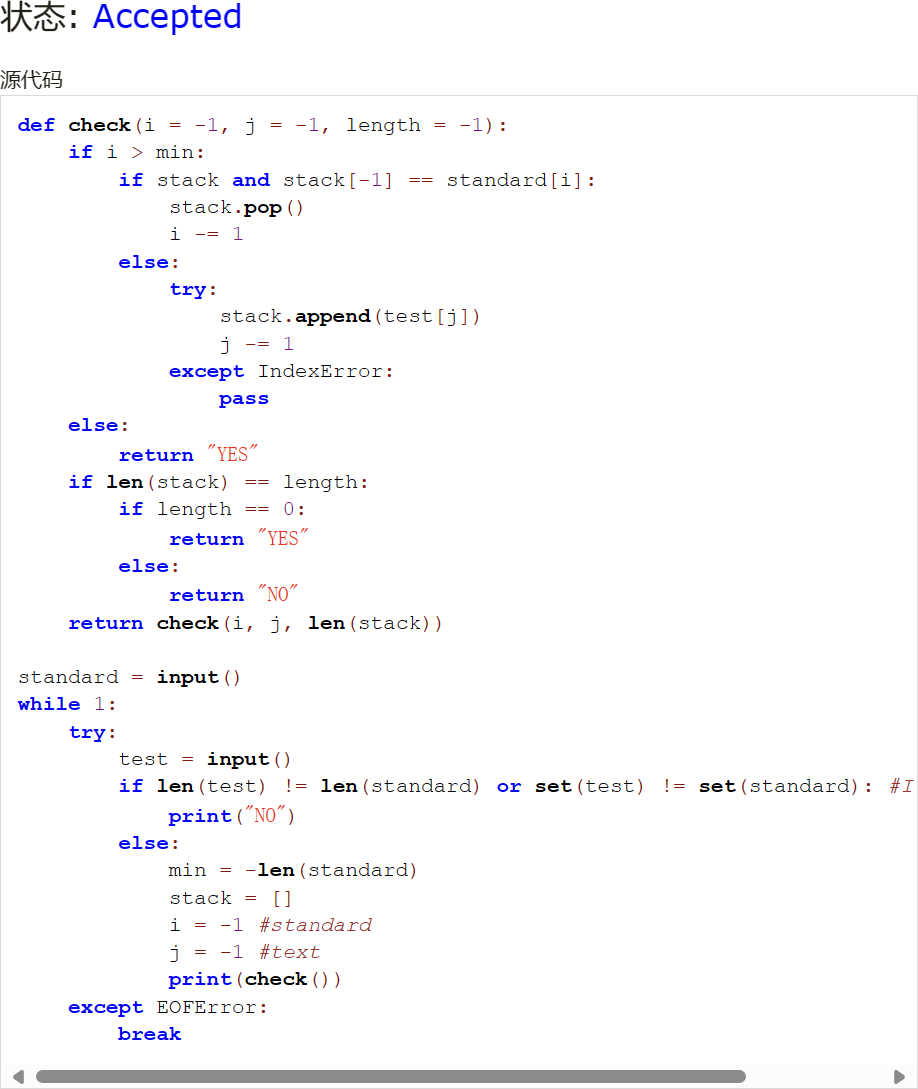 状态: Accepted
源代码
def check(i = -1, j = -1, length = -1):
    if i > min:
        if stack and stack[-1] == standard[i]:
            stack.pop()
            i -= 1
        else:
            try:
                stack.append(test[j])
                j -= 1
            except IndexError:
                pass
    else:
        return "YES"
    if len(stack) == length:
        if length == 0:
            return "YES"
        else:
            return "NO"
    return check(i, j, len(stack))

standard = input()
while 1:
    try:
        test = input()
        if len(test) != len(standard) or set(test) != set(standard): #I
            print("NO")
        else:
            min = -len(standard)
            stack = []
            i = -1 #standard
            j = -1 #text
            print(check())
    except EOFError:
        break